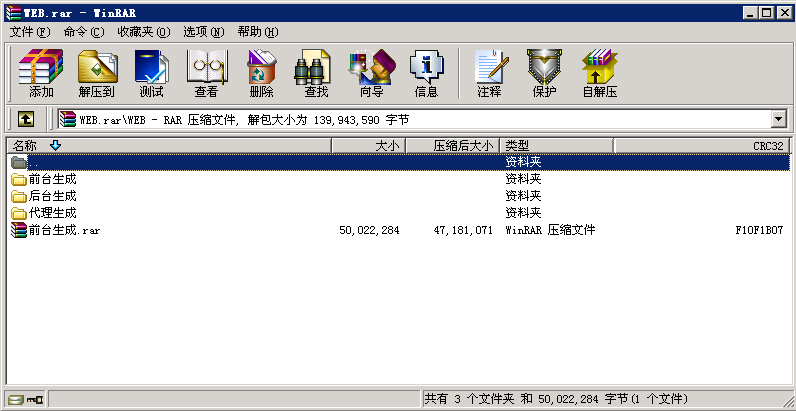 WEB.rar - WinRAR
文件(F) 命令(C) 收藏夹(O) 选项(N) 帮助(H)
添加 解压到 测试 查看 删除 查找 向导 信息 注释 保护 自解压
WEB.rar\WEB - RAR 压缩文件, 解包大小为 139,943,590 字节
名称 大小 压缩后大小 类型 CRC32
.. 资料夹
前台生成 资料夹
后台生成 资料夹
代理生成 资料夹
前台生成.rar 50,022,284 47,181,071 WinRAR 压缩文件 F10F1B07
共有 3 个文件夹 和 50,022,284 字节(1 个文件)